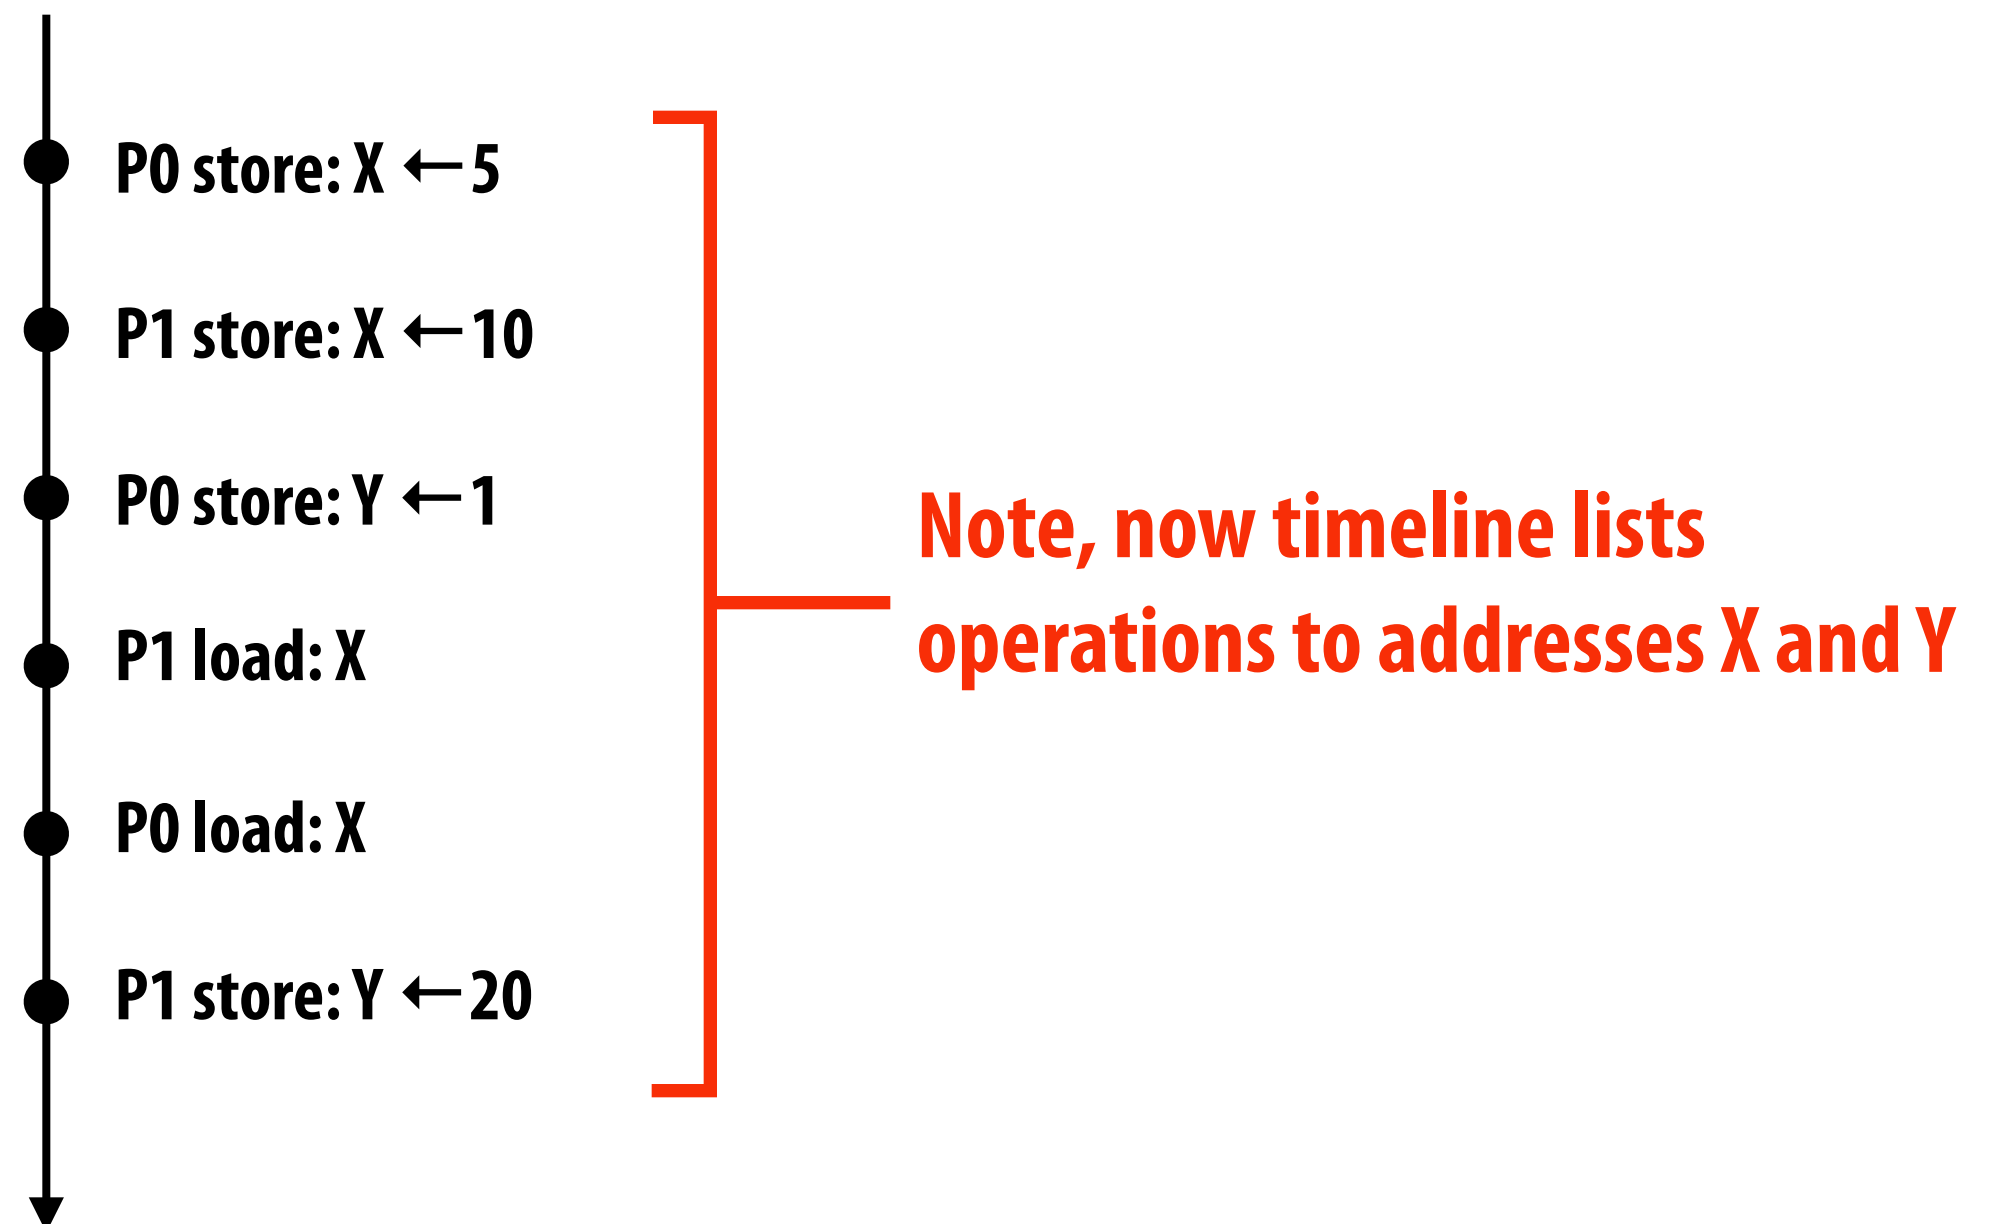 P0 store: X ←5
P1 store: X ←10
P0 store: Y ←1
P1 load: X
P0 load: X
P1 store: Y ←20
Note, now timeline lists
operations to addresses X and Y